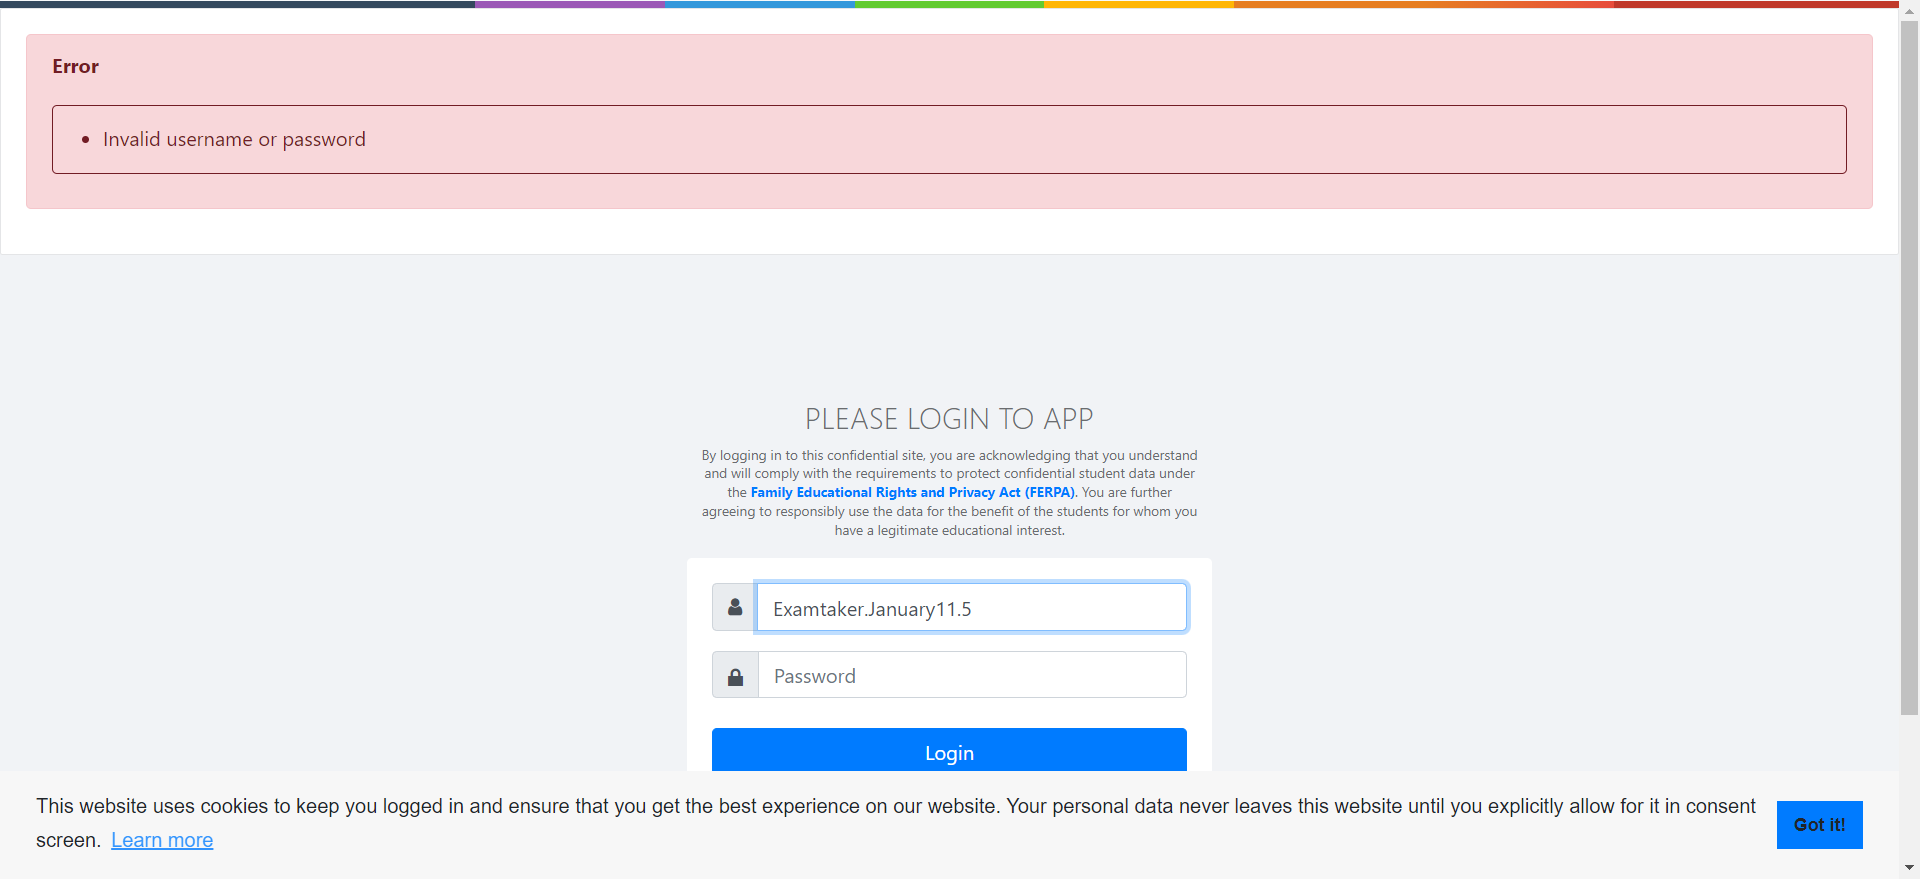 Error
• Invalid username or password
PLEASE LOGIN TO APP
By logging in to this confidential site, you are acknowledging that you understand
and will comply with the requirements to protect confidential student data under
the Family Educational Rights and Privacy Act (FERPA). You are further
agreeing to responsibly use the data for the benefit of the students for whom you
have a legitimate educational interest.
Examtaker.January11.5
Password
Login
This website uses cookies to keep you logged in and ensure that you get the best experience on our website. Your personal data never leaves this website until you explicitly allow for it in consent
screen. Learn more
Got it!